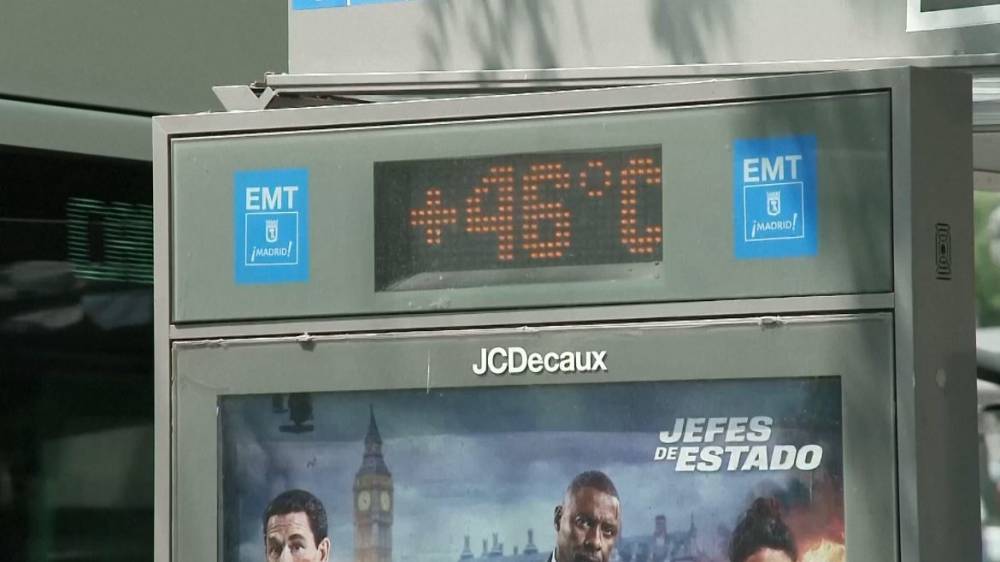 EMT
¡MADRID!
+46°C
EMT
¡MADRID!
JCDecaux
JEFES
DE ESTADO